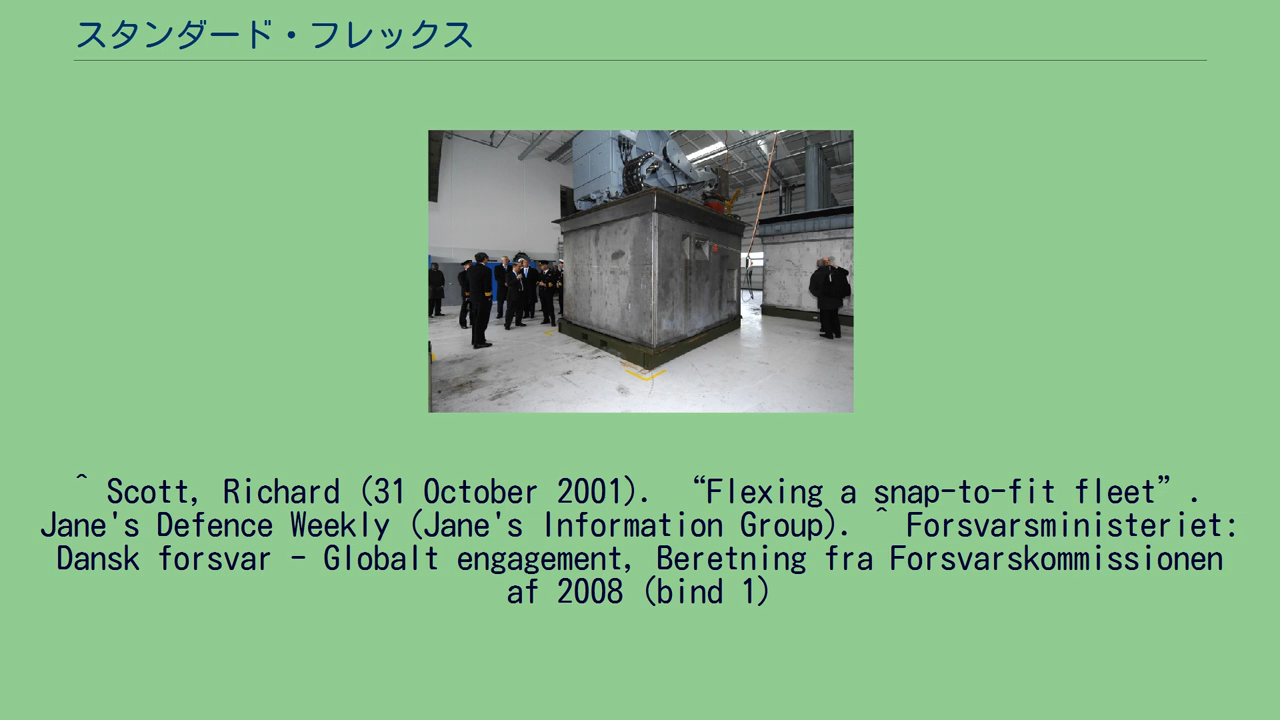 スタンダード・フレックス
^ Scott, Richard (31 October 2001). “Flexing a snap-to-fit fleet”.
Jane's Defence Weekly (Jane's Information Group). ^ Forsvarsministeriet:
Dansk forsvar – Globalt engagement, Beretning fra Forsvarskommissionen
af 2008 (bind 1)